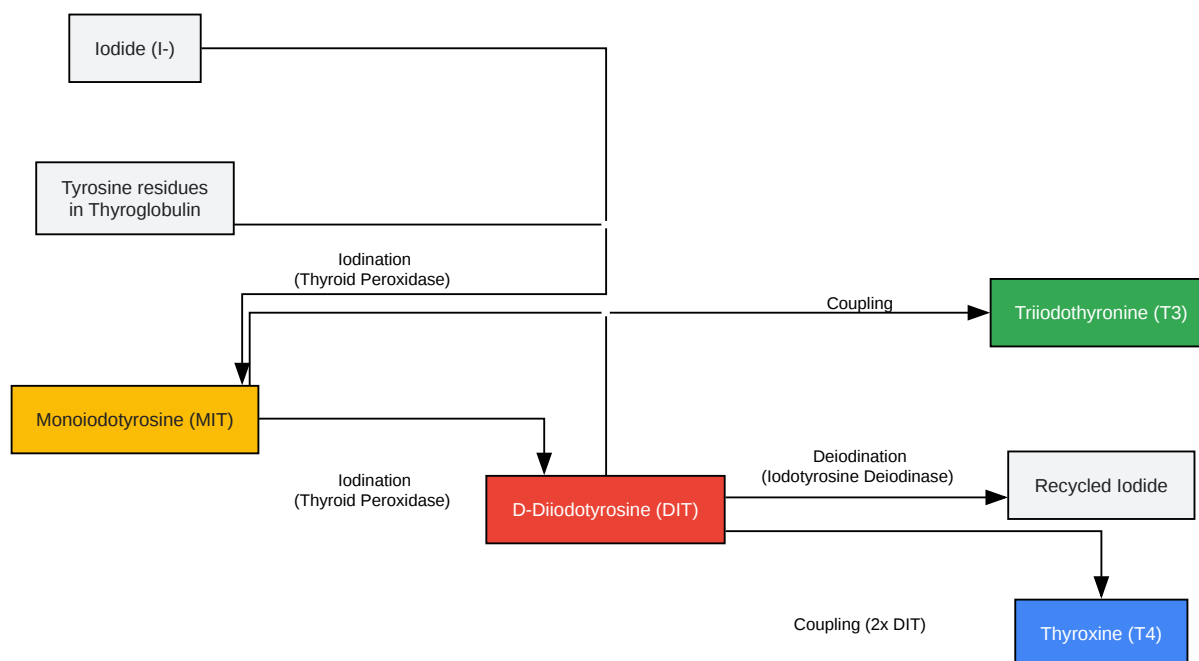 Iodide (I-)
Tyrosine residues
in Thyroglobulin
Iodination
(Thyroid Peroxidase)
Coupling
Triiodothyronine (T3)
Monoiodotyrosine (MIT)
Iodination
(Thyroid Peroxidase)
D-Diiodotyrosine (DIT)
Deiodination
(Iodotyrosine Deiodinase)
Recycled Iodide
Coupling (2x DIT)
Thyroxine (T4)